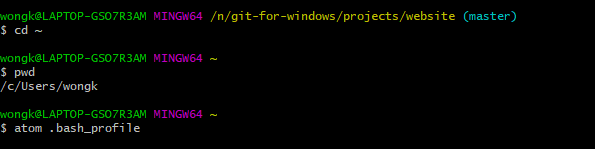 wongk@LAPTOP-GSO7R3AM MINGW64 /n/git-for-windows/projects/website (master)
$ cd ~
wongk@LAPTOP-GSO7R3AM MINGW64 ~
$ pwd
/c/Users/wongk
wongk@LAPTOP-GSO7R3AM MINGW64 ~
$ atom .bash_profile